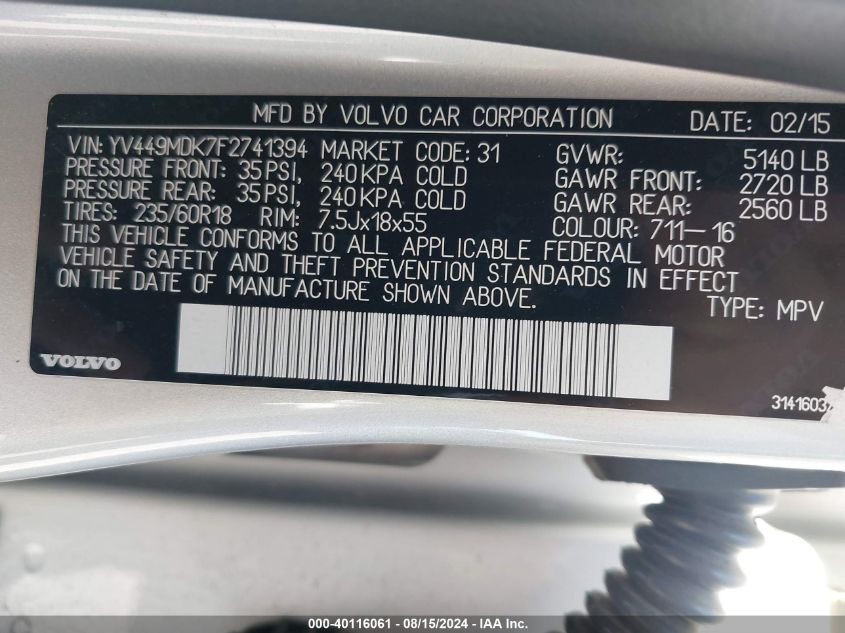 MFD BY VOLVO CAR CORPORATION DATE: 02/15
VIN: YV449MDK7F2741394 MARKET CODE: 31 GVWR: 5140 LB
PRESSURE FRONT: 35PSI, 240KPA COLD GAWR FRONT: 2720 LB
PRESSURE REAR: 35PSI, 240KPA COLD GAWR REAR: 2560 LB
TIRES: 235/60R18 RIM: 7.5Jx18x55 COLOUR: 711-16
THIS VEHICLE CONFORMS TO ALL APPLICABLE FEDERAL MOTOR
VEHICLE SAFETY AND THEFT PREVENTION STANDARDS IN EFFECT
ON THE DATE OF MANUFACTURE SHOWN ABOVE. TYPE: MPV
VOLVO
000-40116061 - 08/15/2024 - IAA Inc.